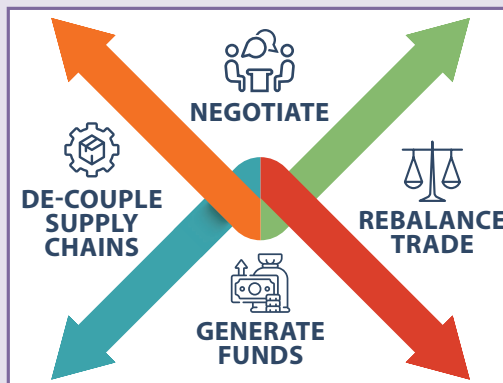 NEGOTIATE
DE-COUPLE
SUPPLY
CHAINS
REBALANCE
TRADE
GENERATE
FUNDS